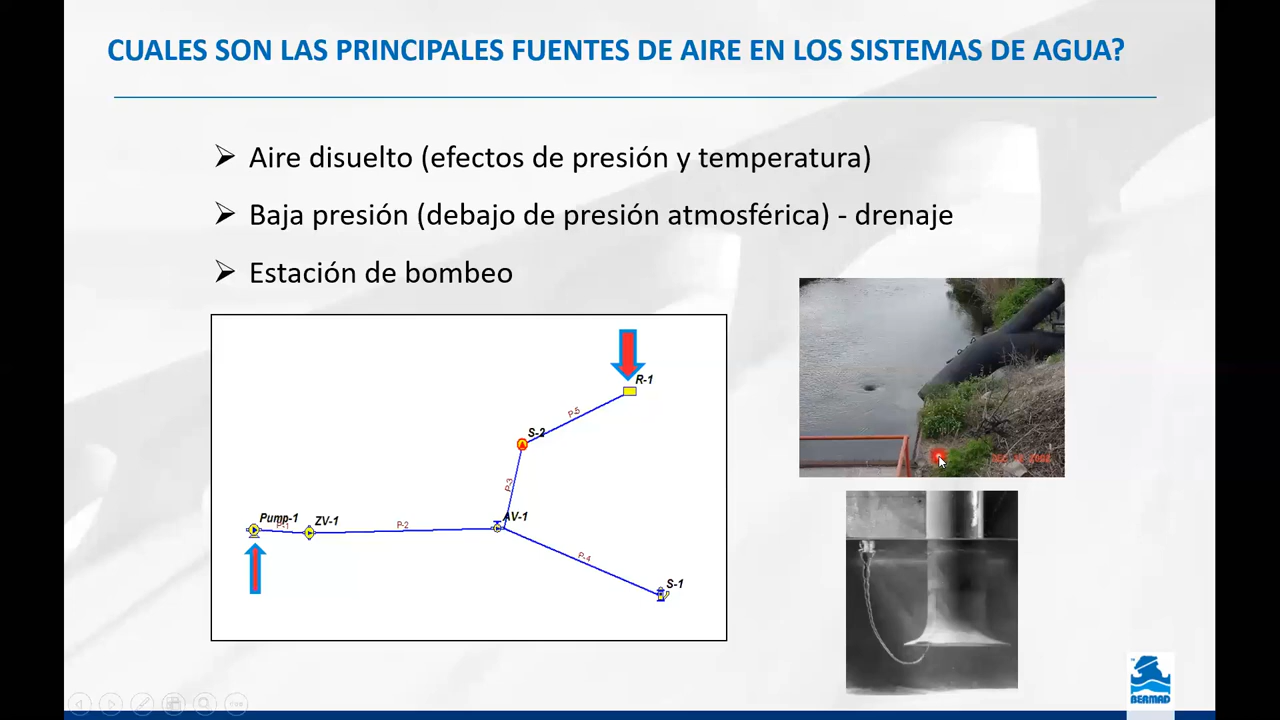 CUALES SON LAS PRINCIPALES FUENTES DE AIRE EN LOS SISTEMAS DE AGUA?
Aire disuelto (efectos de presión y temperatura)
Baja presión (debajo de presión atmosférica) - drenaje
Estación de bombeo
R-1
P-5
S-2
P-3
Pump-1
P-1
ZV-1
P-2
AV-1
P-4
S-1
BERMAD